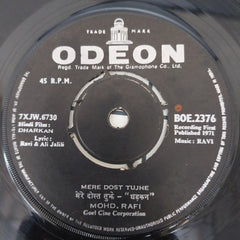 TRADE MARK
ODEON
Regd. Trade Mark of The Gramophone Co., Ltd.
45 R.P.M.
7XJW.6730
Hindi Film:
DHARKAN
Lyric:
Ravi & Ali Jalili
BOE.2376
Recording First
Published 1971
Music: RAVI
MERE DOST TUJHE
मेरे दोस्त तुझे - "धड़कन"
MOHD. RAFI
Goel Cine Corporation